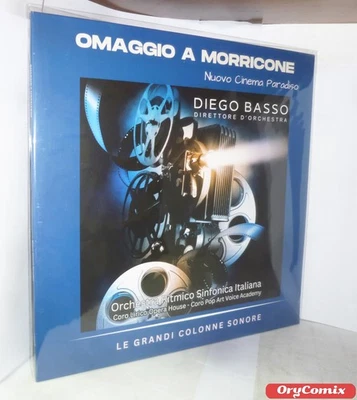 OMAGGIO A MORRICONE
Nuovo Cinema Paradiso
DIEGO BASSO
DIRETTORE D'ORCHESTRA
Orchestra Ritmico Sinfonica Italiana
Coro lirico Opera House - Coro Pop Art Voice Academy
LE GRANDI COLONNE SONORE
OryComix